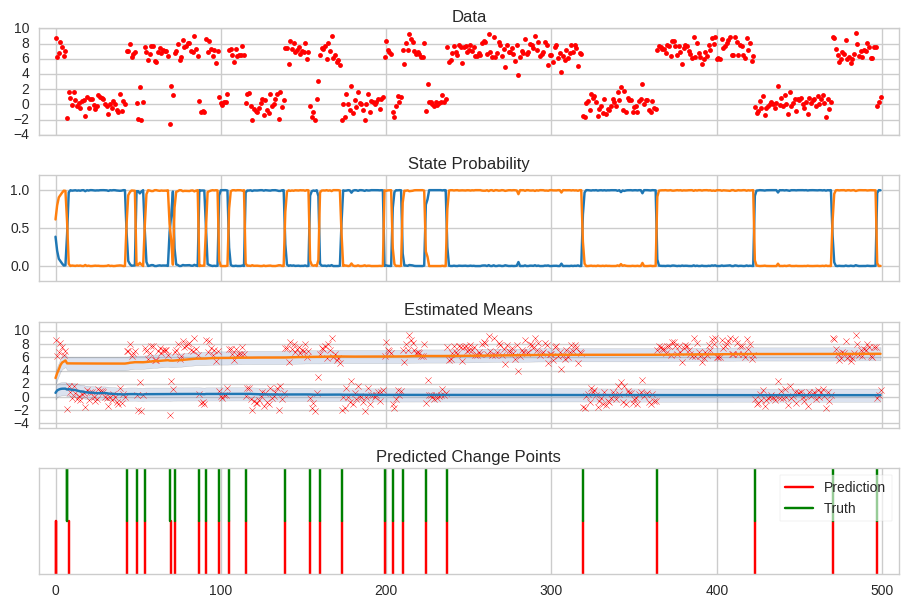 Data
10
8
6
4
2
0
−2
−4
State Probability
1.0
0.5
0.0
Estimated Means
10
8
6
4
2
0
−2
−4
Predicted Change Points
Prediction
Truth
0 100 200 300 400 500